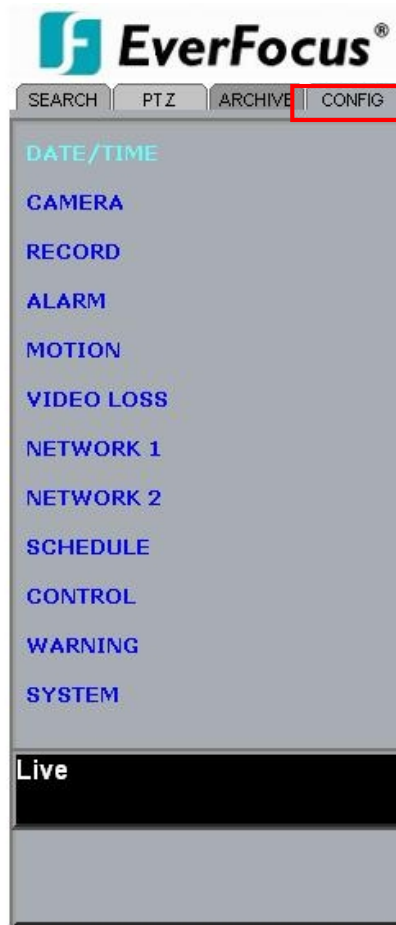 EverFocus®
SEARCH PTZ ARCHIVE CONFIG
DATE/TIME
CAMERA
RECORD
ALARM
MOTION
VIDEO LOSS
NETWORK 1
NETWORK 2
SCHEDULE
CONTROL
WARNING
SYSTEM
Live